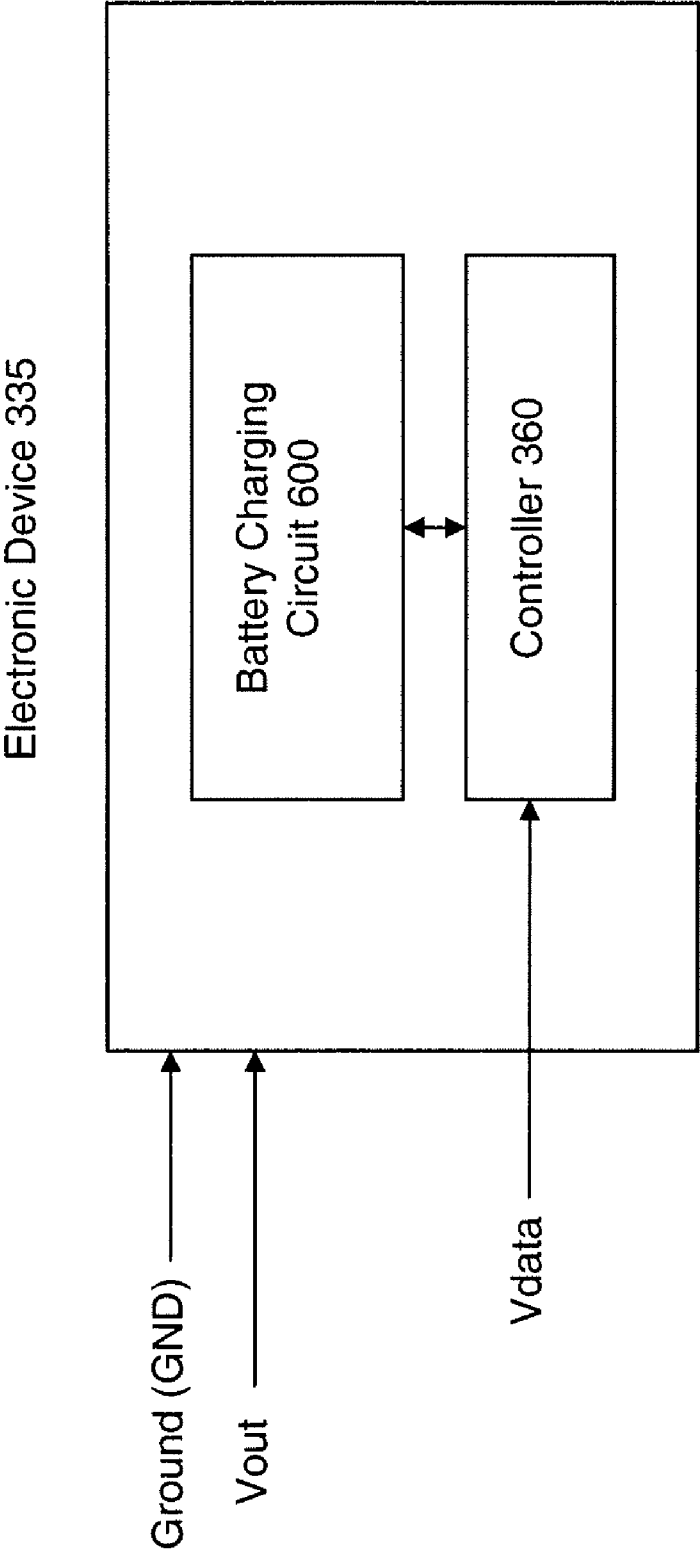 Electronic Device 335
Ground (GND)
Vout
Battery Charging
Circuit 600
Vdata
Controller 360